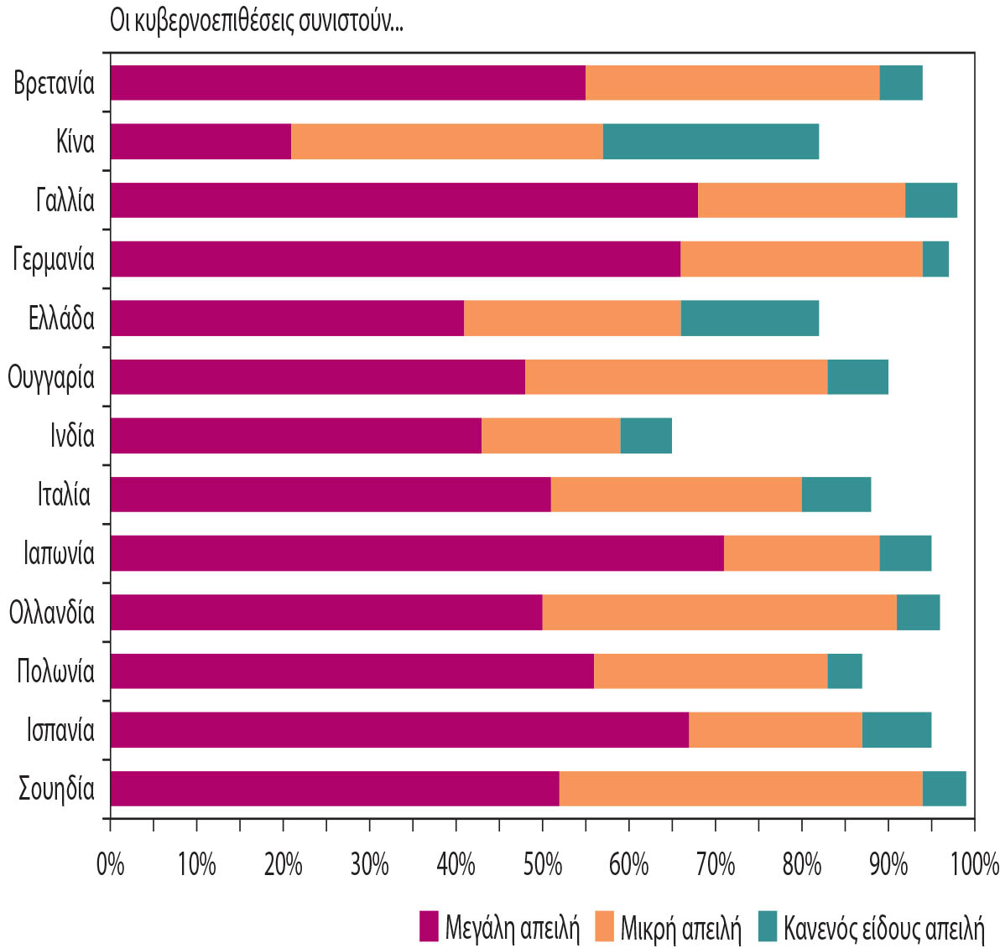 Οι κυβερνοεπιθέσεις συνιστούν...
Βρετανία
Κίνα
Γαλλία
Γερμανία
Ελλάδα
Ουγγαρία
Ινδία
Ιταλία
Ιαπωνία
Ολλανδία
Πολωνία
Ισπανία
Σουηδία
0% 10% 20% 30% 40% 50% 60% 70% 80% 90% 100%
Μεγάλη απειλή Μικρή απειλή Κανενός είδους απειλή